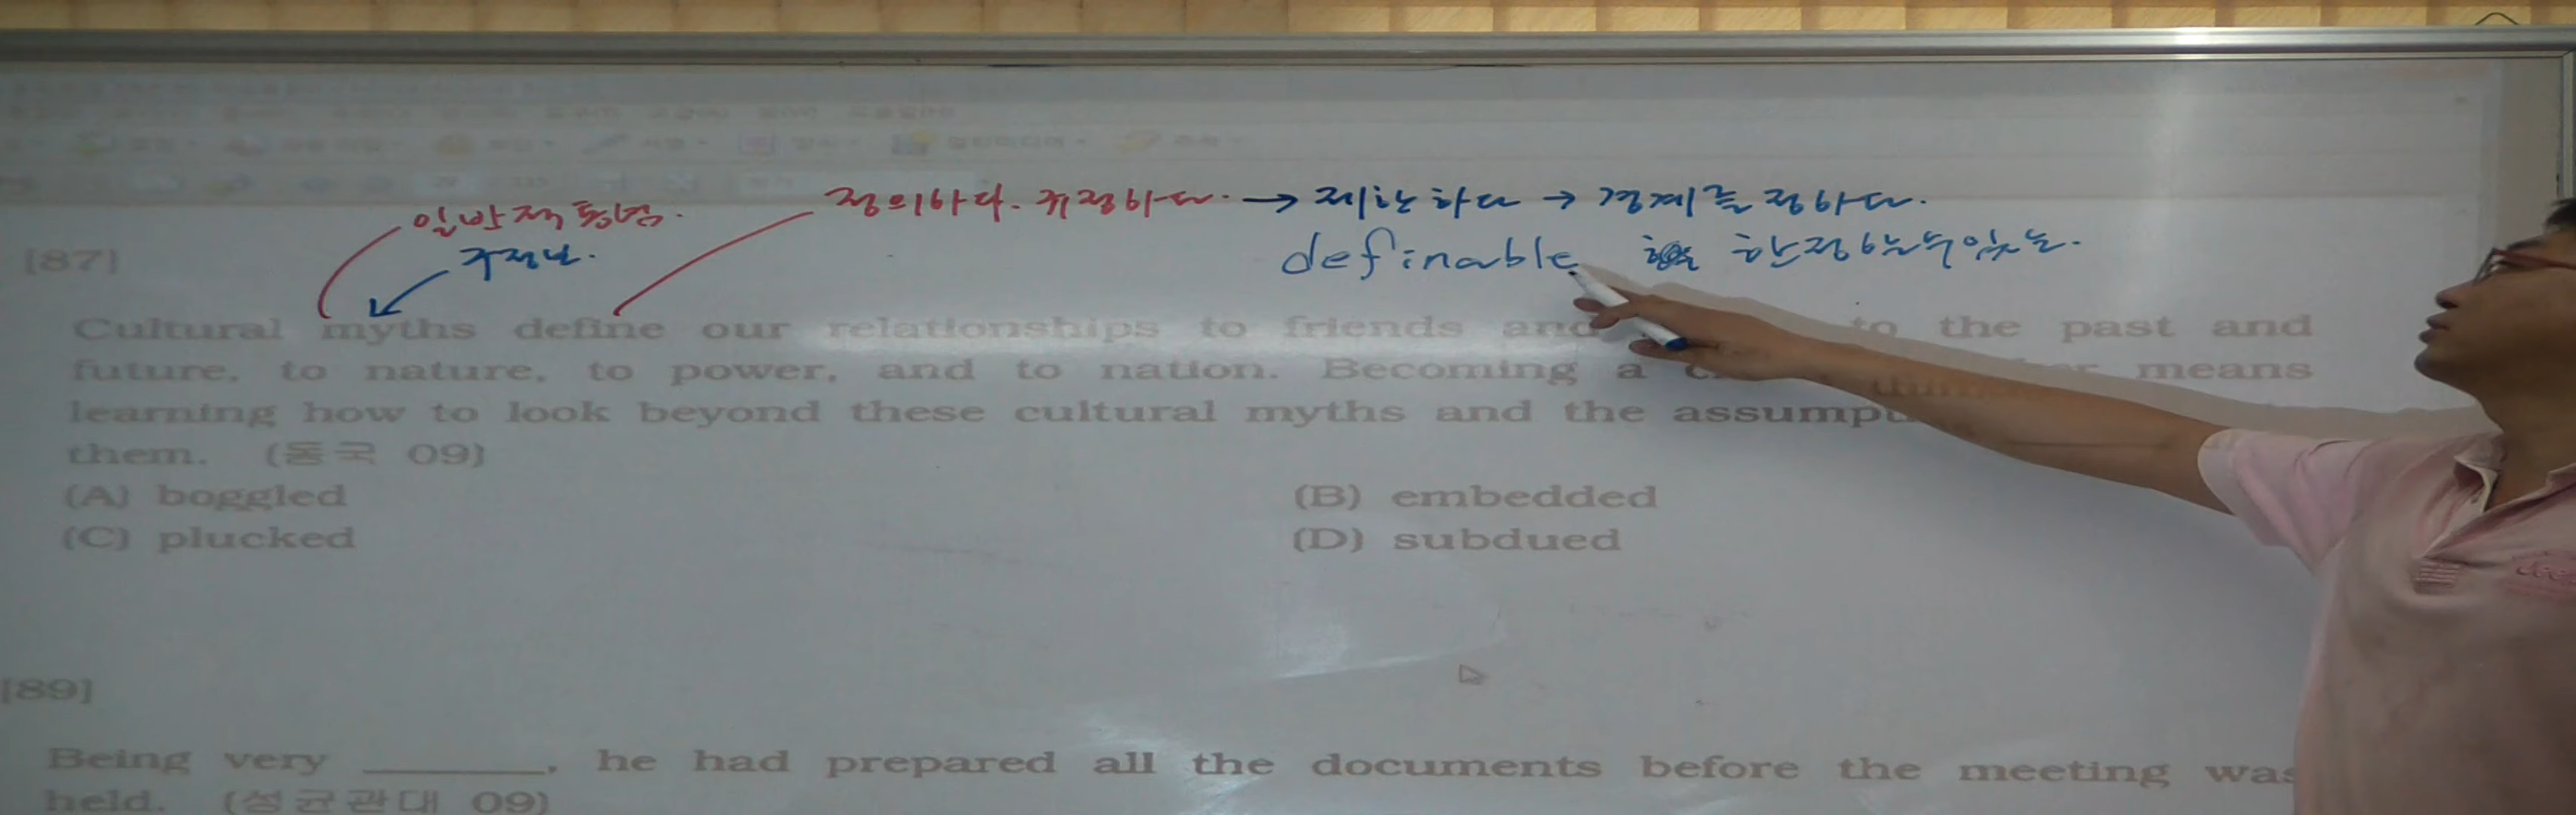 일반적 통념.
정의하다. 규정하다. → 제한하다 → 경계를 정하다.
주정난.
definable 한정할 수 있는.
[87]
Cultural myths define our relationships to friends and to the past and
future, to nature, to power, and to nation. Becoming a means
learning how to look beyond these cultural myths and the
them. (동국 09)
(A) boggled (B) embedded
(C) plucked (D) subdued
[89]
Being very ______, he had prepared all the documents before the meeting was
held. (성균관대 09)